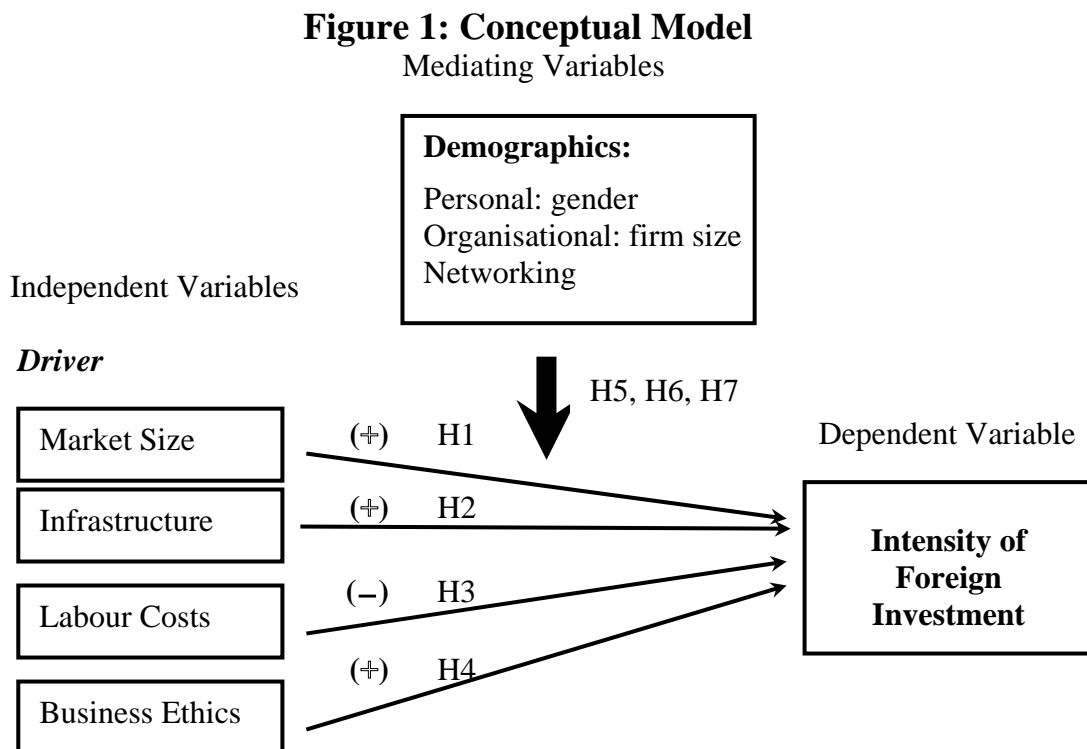 Figure 1: Conceptual Model
Mediating Variables
Demographics:
Personal: gender
Organisational: firm size
Networking
Independent Variables
Driver
H5, H6, H7
Market Size
(+) H1
Dependent Variable
Infrastructure
(+) H2
Intensity of
Foreign
Investment
Labour Costs
(–) H3
Business Ethics
(+) H4